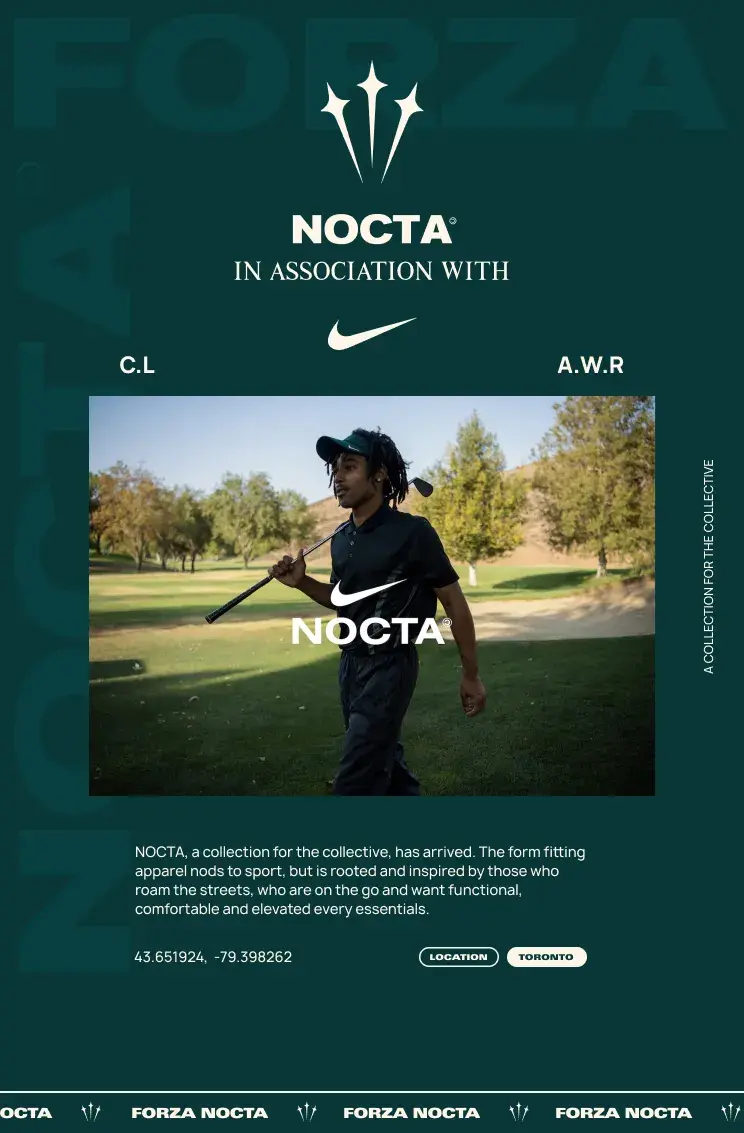 FORZA
NOCTA
NOCTA
IN ASSOCIATION WITH
C.L
A.W.R
NOCTA
A COLLECTION FOR THE COLLECTIVE
NOCTA, a collection for the collective, has arrived. The form fitting
apparel nods to sport, but is rooted and inspired by those who
roam the streets, who are on the go and want functional,
comfortable and elevated every essentials.
43.651924, -79.398262
LOCATION
TORONTO
OCTA FORZA NOCTA FORZA NOCTA FORZA NOCTA